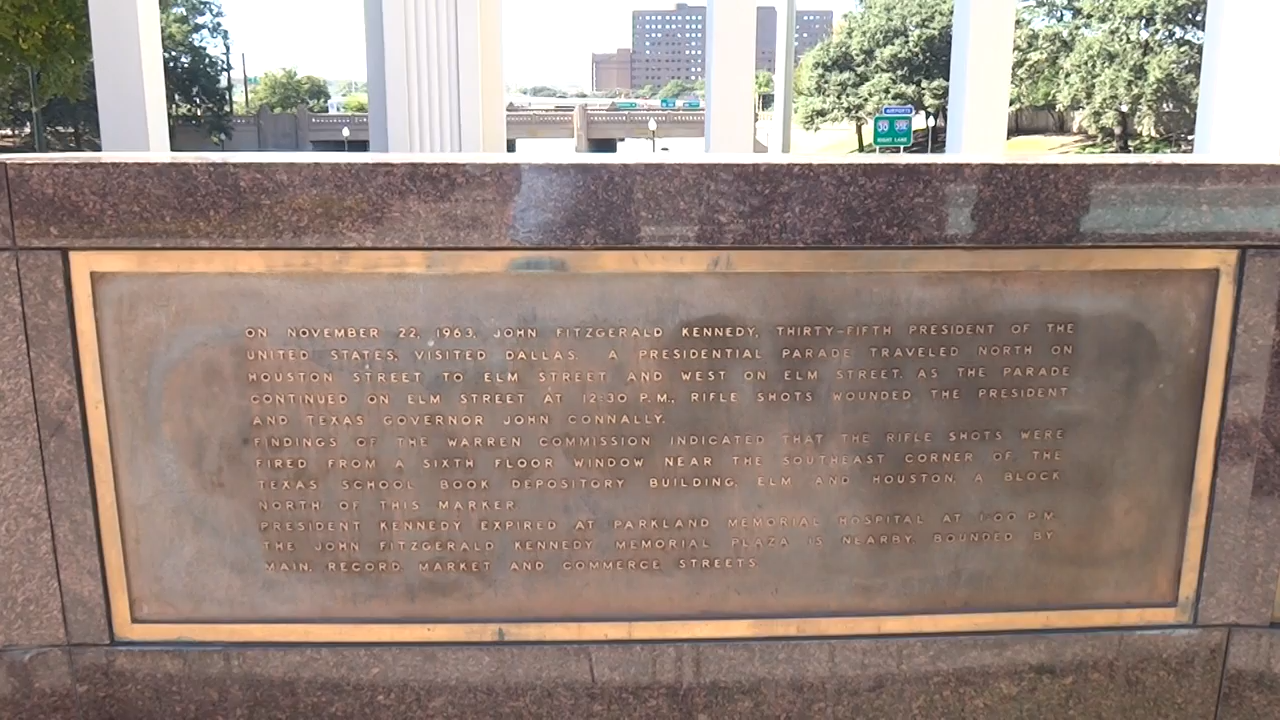 AIRPORTS
30 35E
RIGHT LANE
ON NOVEMBER 22, 1963, JOHN FITZGERALD KENNEDY, THIRTY-FIFTH PRESIDENT OF THE
UNITED STATES, VISITED DALLAS. A PRESIDENTIAL PARADE TRAVELED NORTH ON
HOUSTON STREET TO ELM STREET AND WEST ON ELM STREET. AS THE PARADE
CONTINUED ON ELM STREET AT 12:30 P.M., RIFLE SHOTS WOUNDED THE PRESIDENT
AND TEXAS GOVERNOR JOHN CONNALLY.
FINDINGS OF THE WARREN COMMISSION INDICATED THAT THE RIFLE SHOTS WERE
FIRED FROM A SIXTH FLOOR WINDOW NEAR THE SOUTHEAST CORNER OF THE
TEXAS SCHOOL BOOK DEPOSITORY BUILDING, ELM AND HOUSTON, A BLOCK
NORTH OF THIS MARKER.
PRESIDENT KENNEDY EXPIRED AT PARKLAND MEMORIAL HOSPITAL AT 1:00 P.M.
THE JOHN FITZGERALD KENNEDY MEMORIAL PLAZA IS NEARBY, BOUNDED BY
MAIN, RECORD, MARKET AND COMMERCE STREETS.